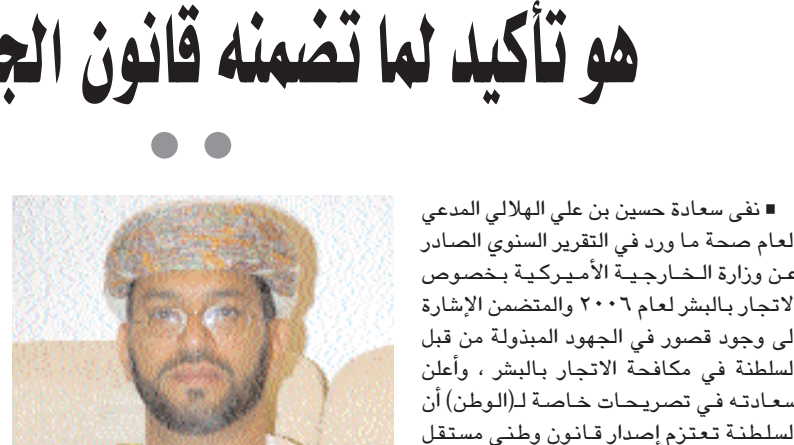 هو تأكيد لما تضمنه قانون الج
■ نفى سعادة حسين بن علي الهلالي المدعي
لعام صحة ما ورد في التقرير السنوي الصادر
عن وزارة الخارجية الأميركية بخصوص
لاتجار بالبشر لعام ٢٠٠٦ والمتضمن الإشارة
لى وجود قصور في الجهود المبذولة من قبل
لسلطنة في مكافحة الاتجار بالبشر ، وأعلن
سعادته في تصريحات خاصة لـ(الوطن) أن
لسلطنة تعتزم إصدار قانون وطني مستقل